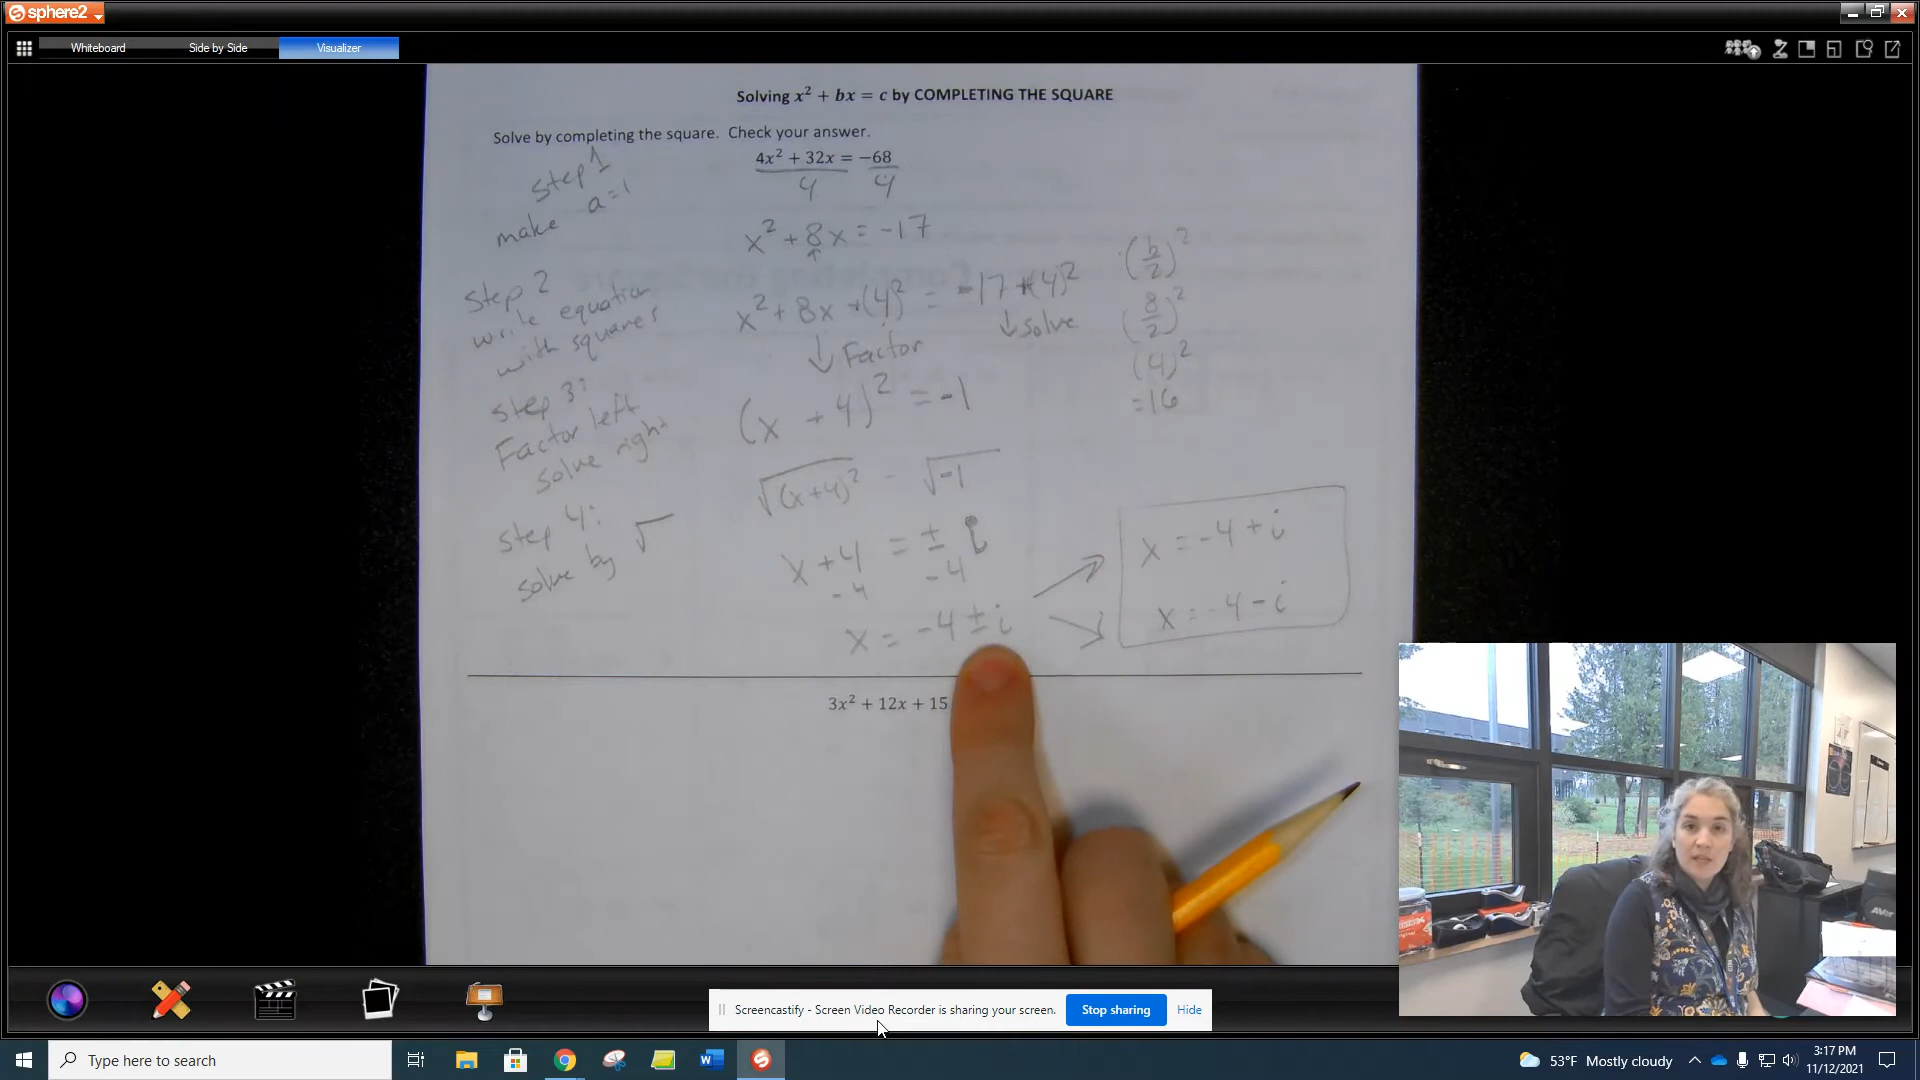 sphere2
Whiteboard Side by Side Visualizer
Solving x² + bx = c by COMPLETING THE SQUARE
Solve by completing the square. Check your answer.
4x² + 32x = −68
4 4
Step 1
make a=1
x² + 8x = -17
Step 2
write equation
with squares
x² + 8x +(4)² = -17+(4)²
↓ Factor
↓ solve
(b/2)²
(8/2)²
(4)²
=16
Step 3:
Factor left
solve right
(x + 4)² = -1
√(x+4)² = √-1
Step 4:
solve by √
x + 4 = ± i
-4 -4
x = -4 ± i
x = -4 + i
x = -4 - i
3x² + 12x + 15
Screencastify - Screen Video Recorder is sharing your screen. Stop sharing Hide
Type here to search
53°F Mostly cloudy
3:17 PM
11/12/2021